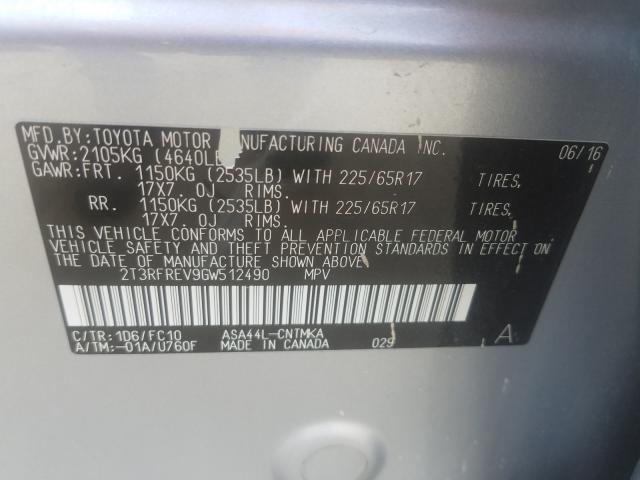 MFD.BY:TOYOTA MOTOR MANUFACTURING CANADA INC. 06/16
GVWR:2105KG (4640LB)
GAWR:FRT. 1150KG (2535LB) WITH 225/65R17 TIRES,
17X7.0J RIMS.
RR. 1150KG (2535LB) WITH 225/65R17 TIRES,
17X7.0J RIMS.
THIS VEHICLE CONFORMS TO ALL APPLICABLE FEDERAL MOTOR
VEHICLE SAFETY AND THEFT PREVENTION STANDARDS IN EFFECT ON
THE DATE OF MANUFACTURE SHOWN ABOVE.
2T3RFREV9GW512490 MPV
C/TR:1D6/FC10 ASA44L-CNTMKA
A/TM:-01A/U760F MADE IN CANADA 029 A